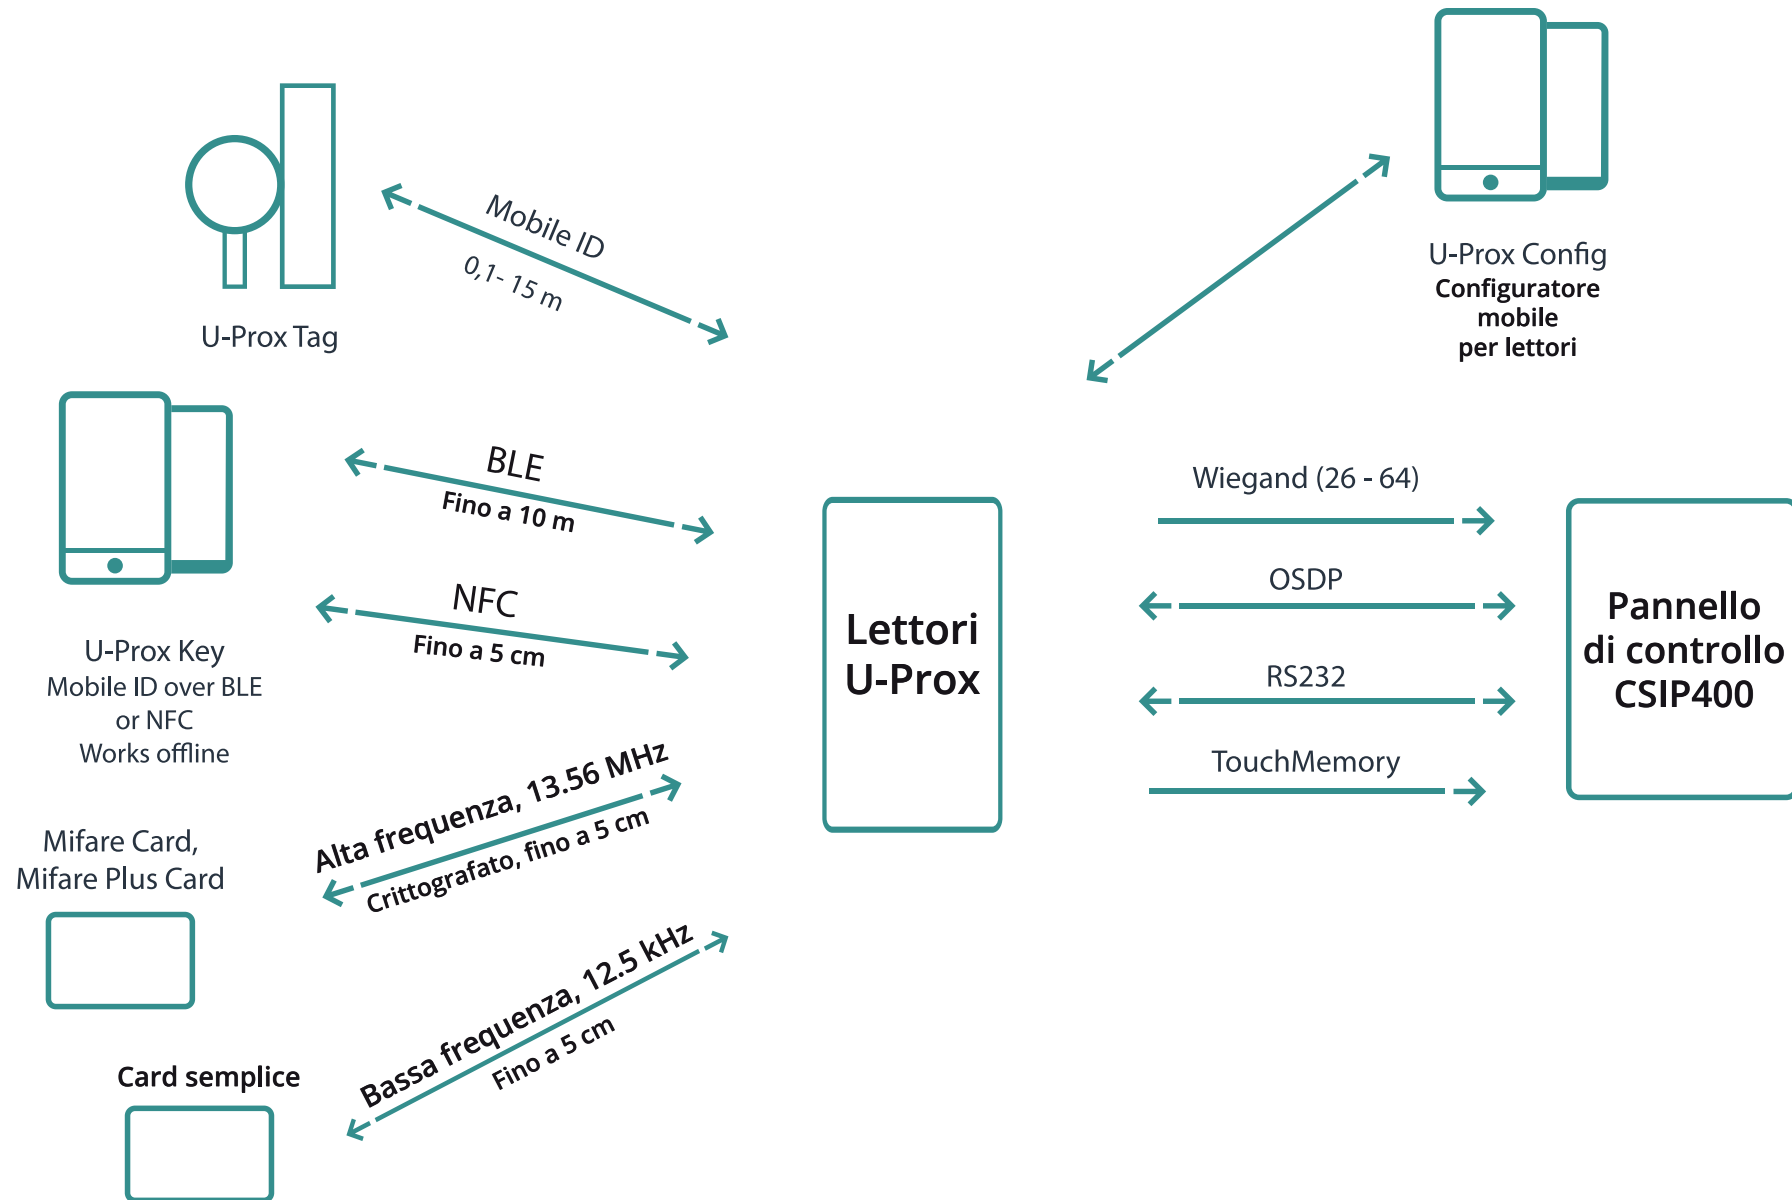 Mobile ID
0,1- 15 m
U-Prox Tag
U-Prox Config
Configuratore
mobile
per lettori
BLE
Fino a 10 m
NFC
Fino a 5 cm
U-Prox Key
Mobile ID over BLE
or NFC
Works offline
Alta frequenza, 13.56 MHz
Crittografato, fino a 5 cm
Mifare Card,
Mifare Plus Card
Bassa frequenza, 12.5 kHz
Fino a 5 cm
Card semplice
Lettori
U-Prox
Wiegand (26 - 64)
OSDP
RS232
TouchMemory
Pannello
di controllo
CSIP400